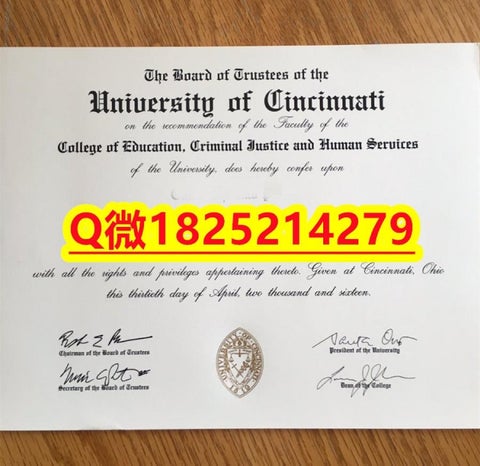 The Board of Trustees of the
University of Cincinnati
on the recommendation of the Faculty of the
College of Education, Criminal Justice and Human Services
of the University, does hereby confer upon
Q微1825214279
with all the rights and privileges appertaining thereto. Given at Cincinnati, Ohio
this thirtieth day of April, two thousand and sixteen.
Chairman of the Board of Trustees
President of the University
Secretary of the Board of Trustees
Dean of the College